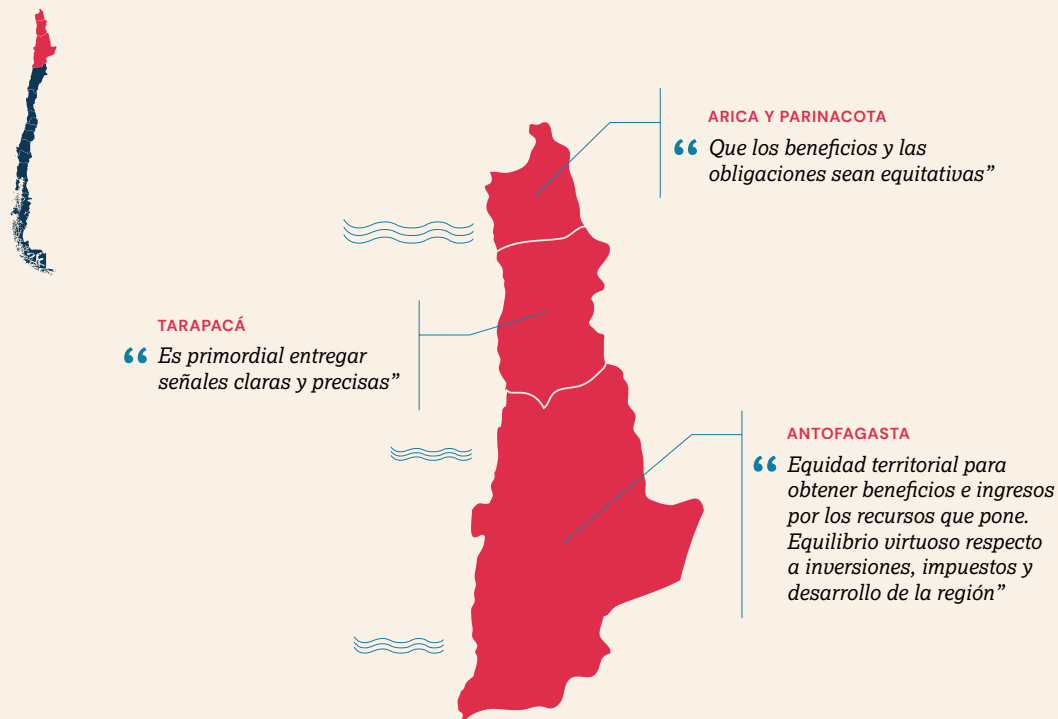 ARICA Y PARINACOTA
“ Que los beneficios y las
obligaciones sean equitativas”
TARAPACÁ
“ Es primordial entregar
señales claras y precisas”
ANTOFAGASTA
“ Equidad territorial para
obtener beneficios e ingresos
por los recursos que pone.
Equilibrio virtuoso respecto
a inversiones, impuestos y
desarrollo de la región”